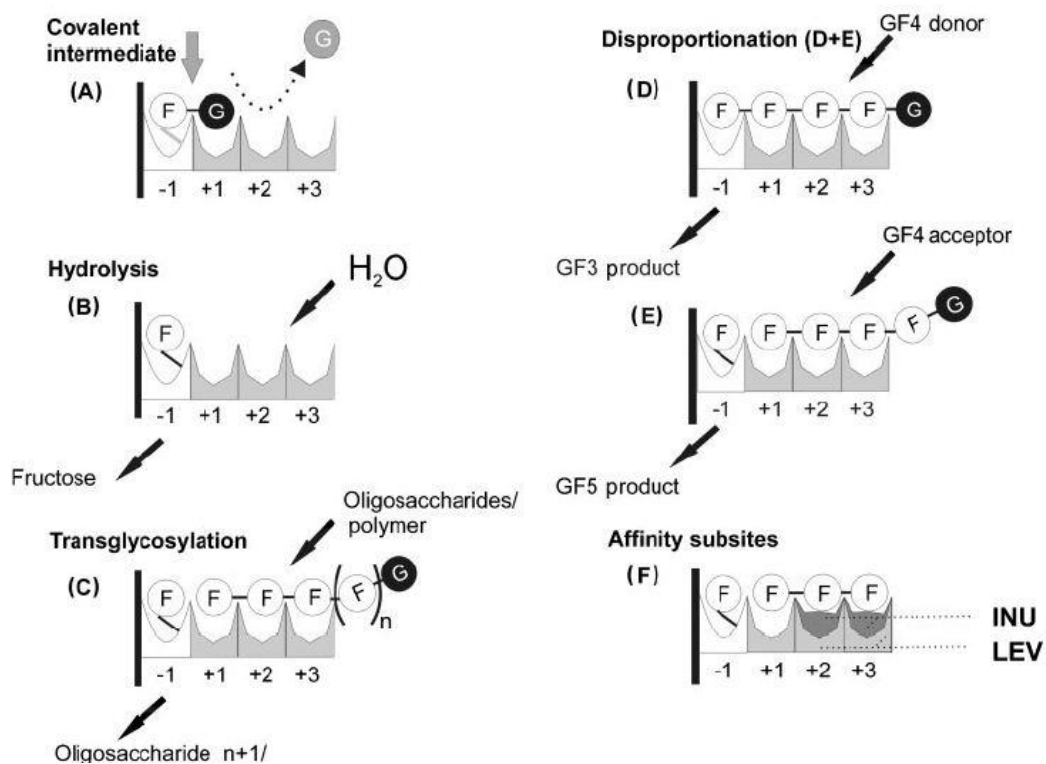 Covalent
intermediate
(A)
G
F G
-1 +1 +2 +3
Hydrolysis
(B)
H2O
F
-1 +1 +2 +3
Fructose
Transglycosylation
(C)
Oligosaccharides/
polymer
F F F F (F)n G
-1 +1 +2 +3
Oligosaccharide n+1/
Disproportionation (D+E)
GF4 donor
(D)
F F F F G
-1 +1 +2 +3
GF3 product
GF4 acceptor
(E)
F F F F F G
-1 +1 +2 +3
GF5 product
Affinity subsites
(F)
F F F F
INU
LEV
-1 +1 +2 +3